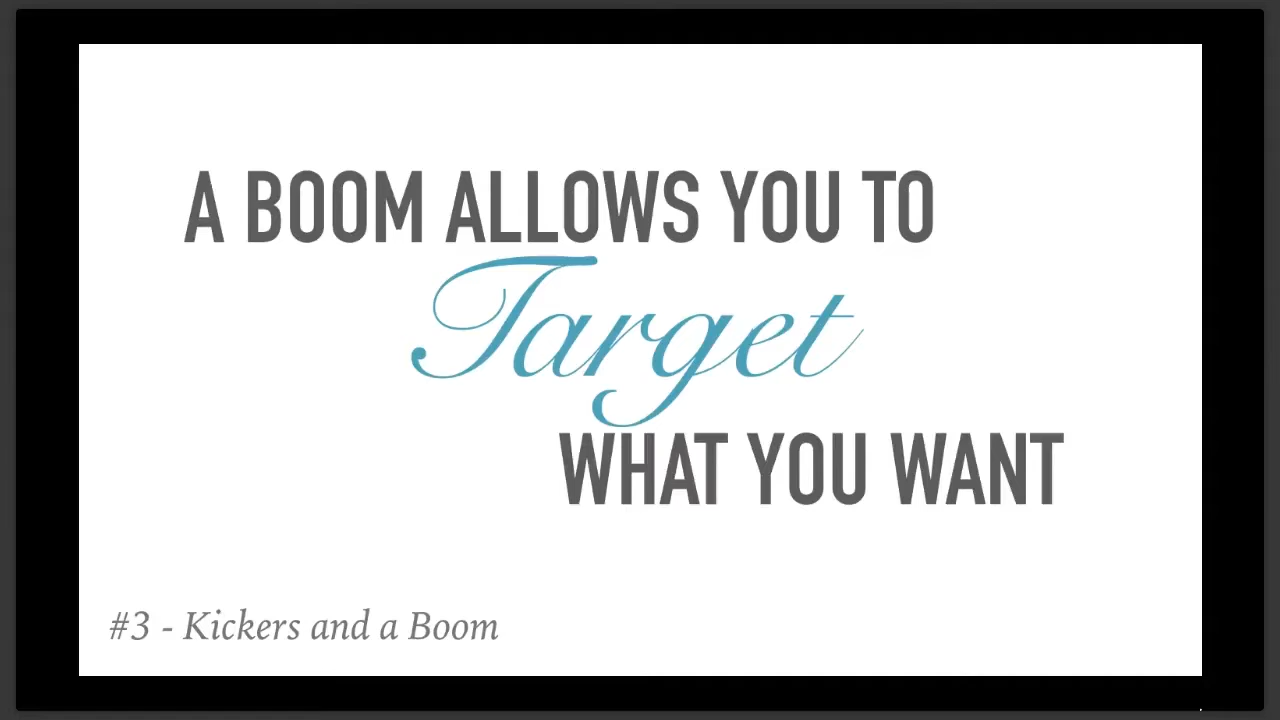 A BOOM ALLOWS YOU TO
Target
WHAT YOU WANT
#3 - Kickers and a Boom